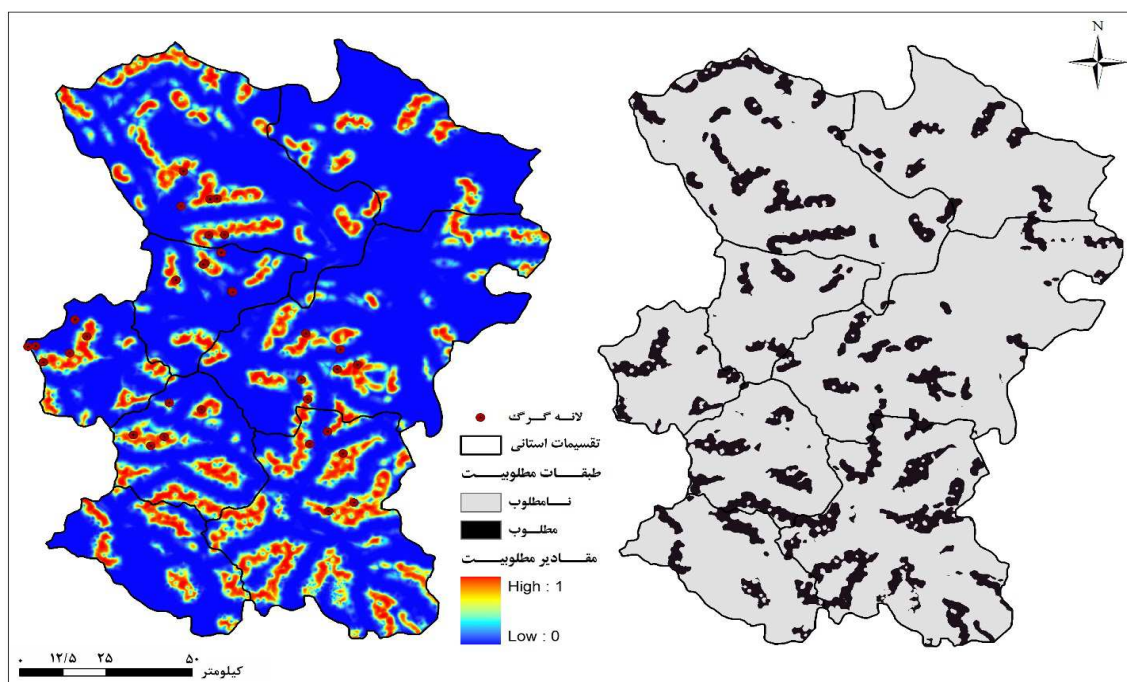 N
لانه گرگ
تقسیمات استانی
طبقات مطلوبیت
نامطلوب
مطلوب
مقادیر مطلوبیت
High : 1
Low : 0
۰ ۱۲/۵ ۲۵ ۵۰
کیلومتر